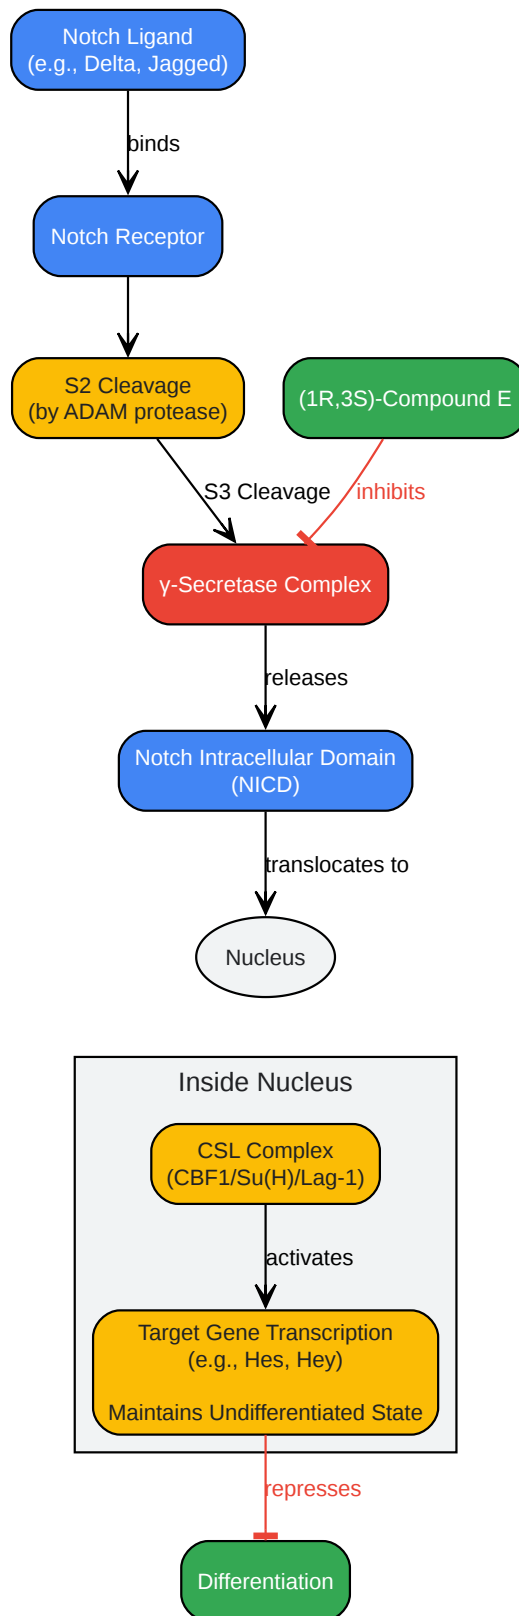 Notch Ligand
(e.g., Delta, Jagged)
binds
Notch Receptor
S2 Cleavage
(by ADAM protease)
(1R,3S)-Compound E
S3 Cleavage
inhibits
γ-Secretase Complex
releases
Notch Intracellular Domain
(NICD)
translocates to
Nucleus
Inside Nucleus
CSL Complex
(CBF1/Su(H)/Lag-1)
activates
Target Gene Transcription
(e.g., Hes, Hey)
Maintains Undifferentiated State
represses
Differentiation